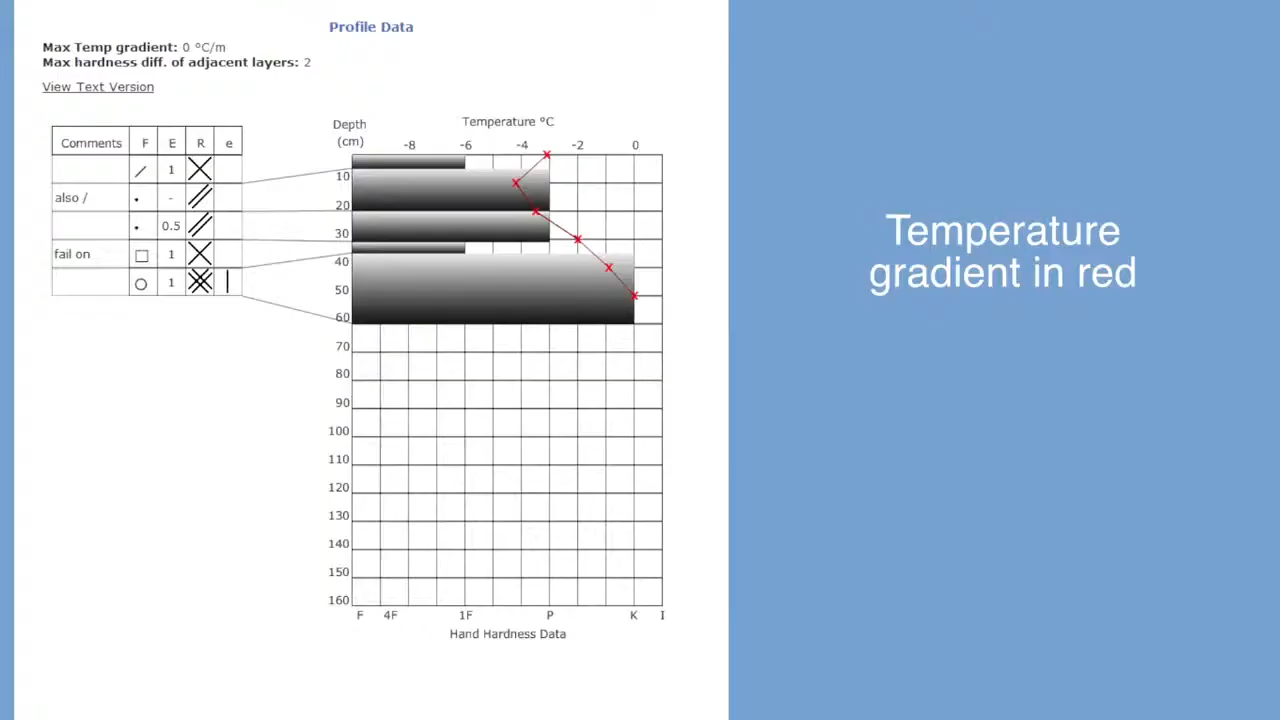 Profile Data
Max Temp gradient: 0 °C/m
Max hardness diff. of adjacent layers: 2
View Text Version
Comments F E R e
/ 1
also / - 
0.5
fail on 1
1
Depth
(cm)
Temperature °C
-8 -6 -4 -2 0
10
20
30
40
50
60
70
80
90
100
110
120
130
140
150
160
F 4F 1F P K I
Hand Hardness Data
Temperature
gradient in red